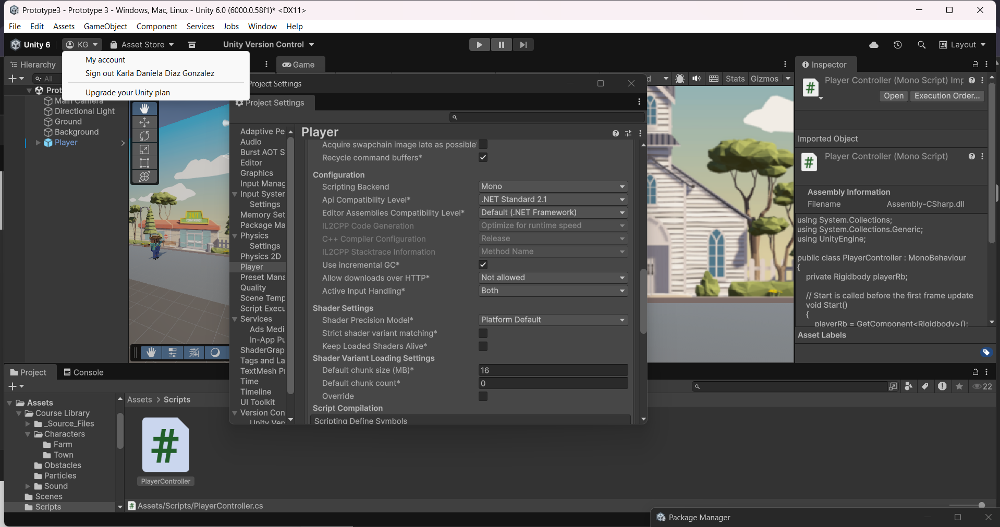 Prototype3 - Prototype 3 - Windows, Mac, Linux - Unity 6.0 (6000.0.58f1)* <DX11>
File Edit Assets GameObject Component Services Jobs Window Help
Unity 6 KG Asset Store Unity Version Control Layout
My account
Sign out Karla Daniela Diaz Gonzalez
Upgrade your Unity plan
Hierarchy
All
Main Camera
Directional Light
Ground
Background
Player
Game
Stats Gizmos
Project Settings
Project Settings
Adaptive Pe
Audio
Burst AOT S
Editor
Graphics
Input Manag
Input Syster
Settings
Memory Set
Package Ma
Physics
Settings
Physics 2D
Player
Preset Mana
Quality
Scene Temp
Script Execu
Services
Ads Medi
In-App Pu
ShaderGrap
Tags and La
TextMesh P
Time
Timeline
UI Toolkit
Version Con
Unity Ver
Player
Acquire swapchain image late as possible*
Recycle command buffers*
Configuration
Scripting Backend Mono
Api Compatibility Level* .NET Standard 2.1
Editor Assemblies Compatibility Level* Default (.NET Framework)
IL2CPP Code Generation Optimize for runtime speed
C++ Compiler Configuration Release
IL2CPP Stacktrace Information Method Name
Use incremental GC*
Allow downloads over HTTP* Not allowed
Active Input Handling* Both
Shader Settings
Shader Precision Model* Platform Default
Strict shader variant matching*
Keep Loaded Shaders Alive*
Shader Variant Loading Settings
Default chunk size (MB)* 16
Default chunk count* 0
Override
Script Compilation
Scripting Define Symbols
Inspector
Player Controller (Mono Script) Imp
Open Execution Order...
Imported Object
Player Controller (Mono Script)
Assembly Information
Filename Assembly-CSharp.dll
using System.Collections;
using System.Collections.Generic;
using UnityEngine;
public class PlayerController : MonoBehaviour
{
private Rigidbody playerRb;
// Start is called before the first frame update
void Start()
{
playerRb = GetComponent<Rigidbody>();
Asset Labels
Project Console
22
Assets
Course Library
_Source_Files
Characters
Farm
Town
Obstacles
Particles
Sound
Scenes
Scripts
Assets > Scripts
#
PlayerController
Assets/Scripts/PlayerController.cs
Package Manager